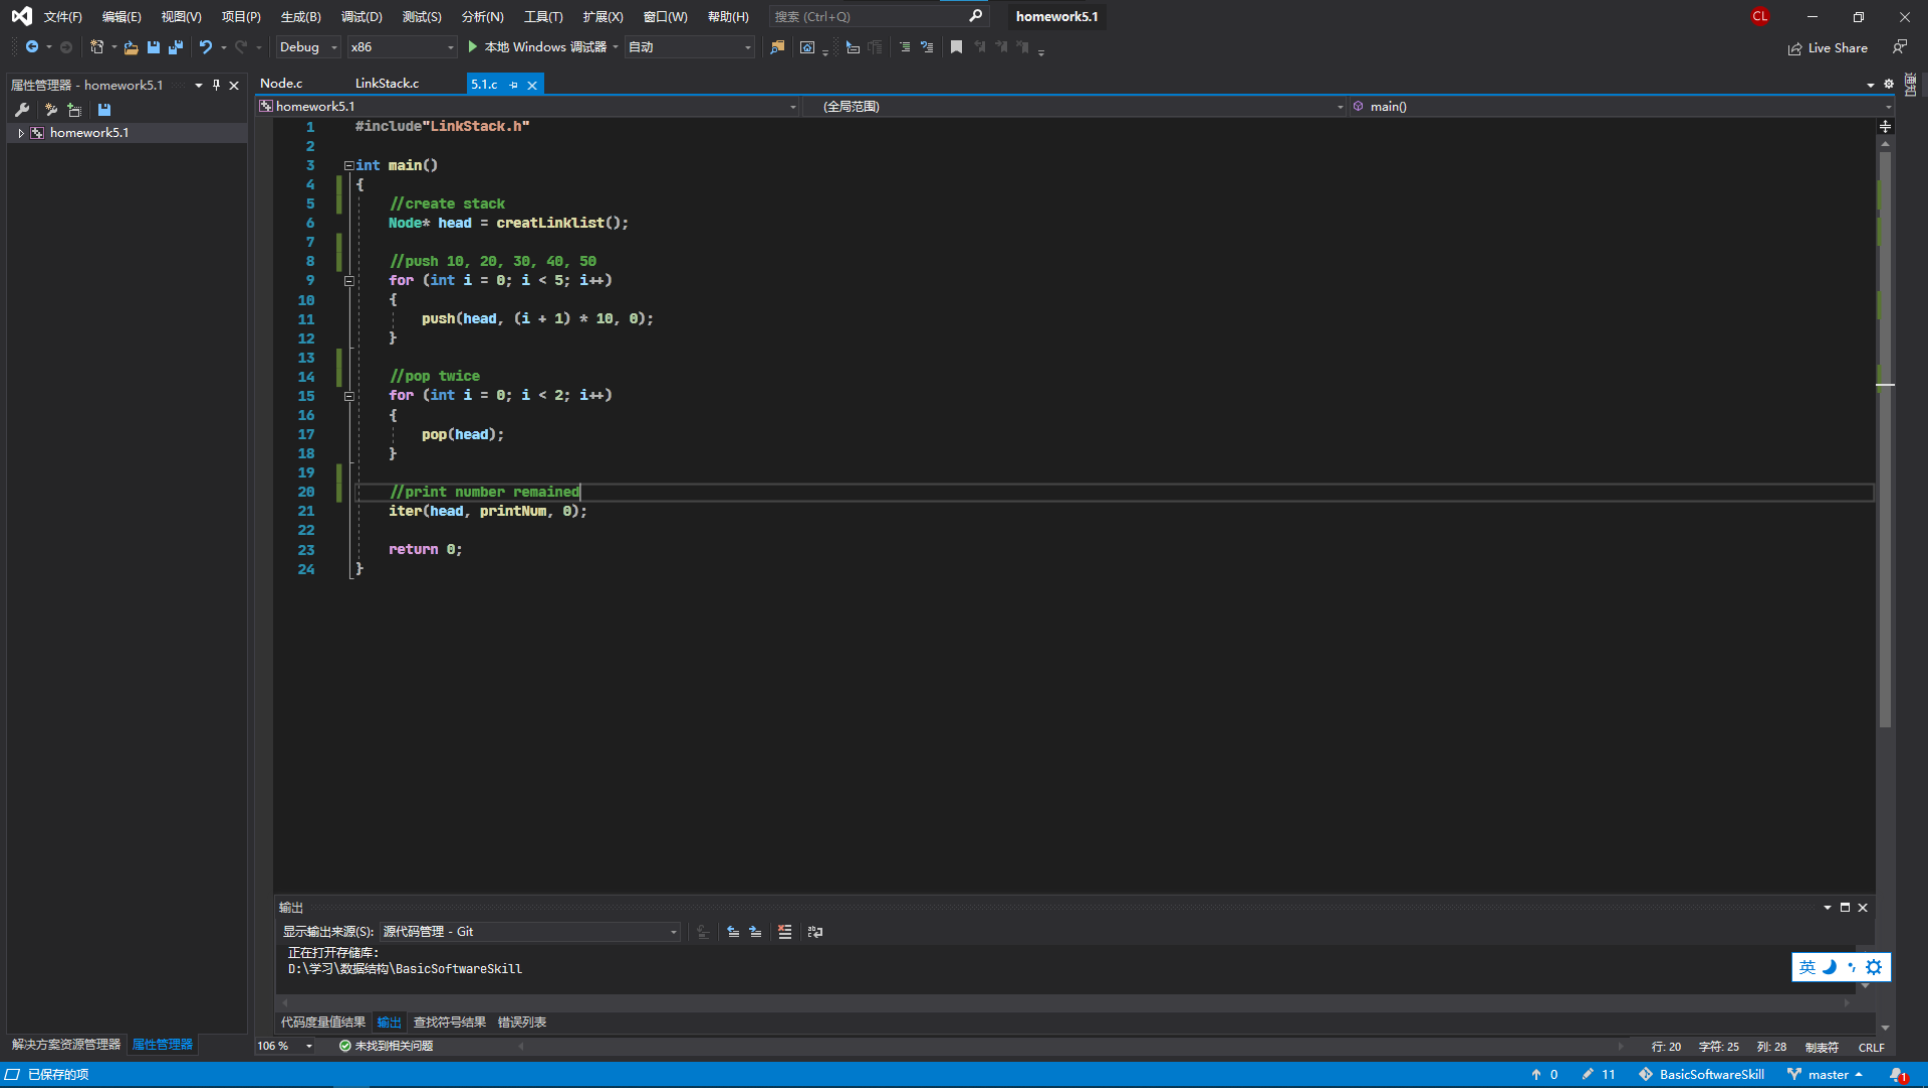 文件(F) 编辑(E) 视图(V) 项目(P) 生成(B) 调试(D) 测试(S) 分析(N) 工具(T) 扩展(X) 窗口(W) 帮助(H) 搜索 (Ctrl+Q) homework5.1 CL
Debug x86 本地 Windows 调试器 自动 Live Share
属性管理器 - homework5.1
homework5.1
Node.c LinkStack.c 5.1.c
homework5.1 (全局范围) main()
1 #include"LinkStack.h"
2
3 int main()
4 {
5 //create stack
6 Node* head = creatLinklist();
7
8 //push 10, 20, 30, 40, 50
9 for (int i = 0; i < 5; i++)
10 {
11 push(head, (i + 1) * 10, 0);
12 }
13
14 //pop twice
15 for (int i = 0; i < 2; i++)
16 {
17 pop(head);
18 }
19
20 //print number remained
21 iter(head, printNum, 0);
22
23 return 0;
24 }
输出
显示输出来源(S): 源代码管理 - Git
正在打开存储库:
D:\学习\数据结构\BasicSoftwareSkill
英
代码度量值结果 输出 查找符号结果 错误列表
解决方案资源管理器 属性管理器
106 % 未找到相关问题 行: 20 字符: 25 列: 28 制表符 CRLF
已保存的项 0 11 BasicSoftwareSkill master 1